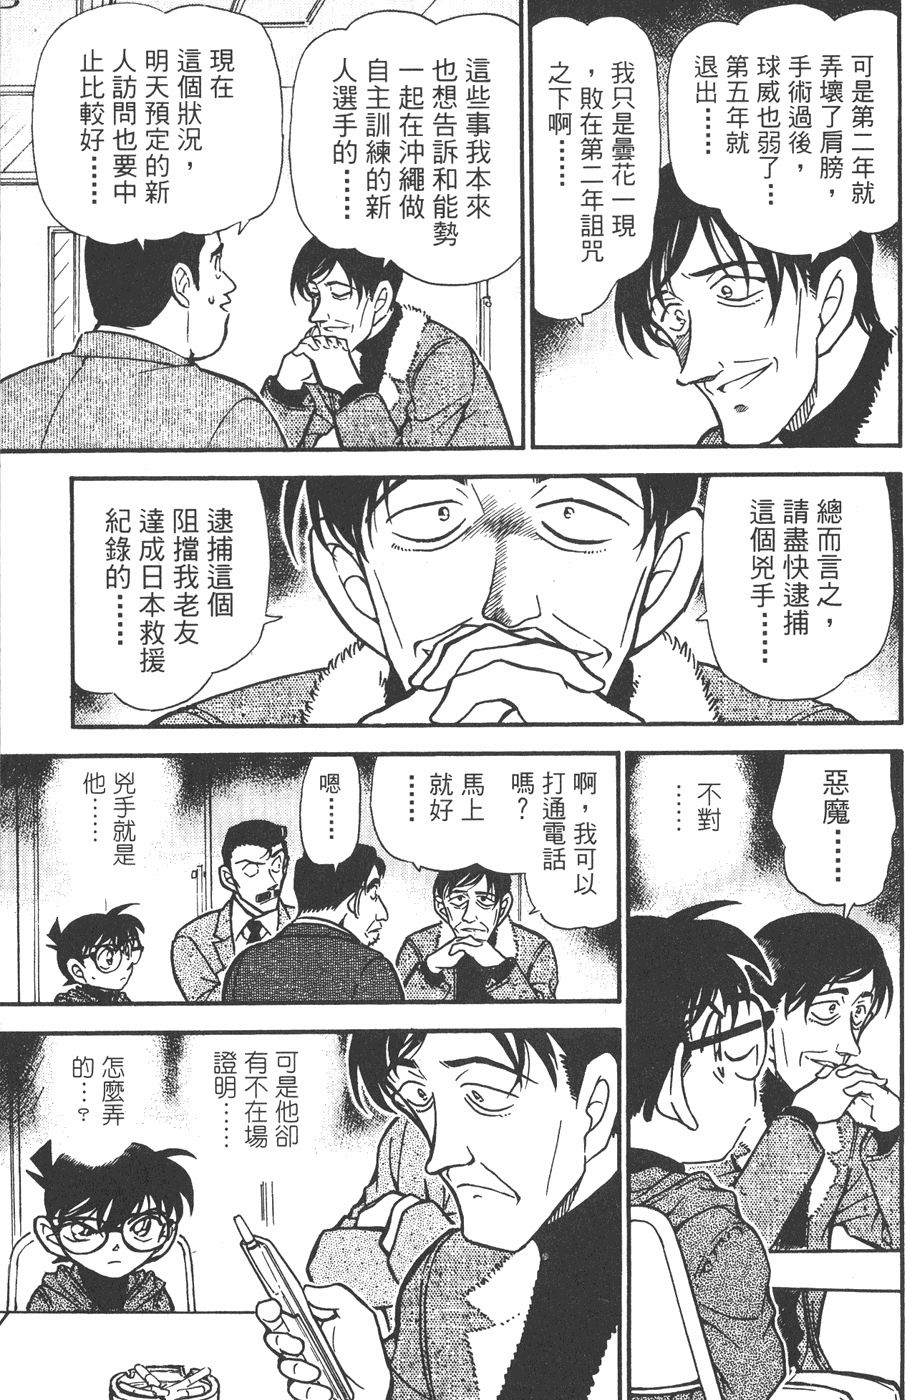 可是第二年就
弄壞了肩膀，
手術過後，
球威也弱了…
第五年就
退出……
我只是曇花一現
，敗在第二年詛咒
之下啊……
這些事我本來
也想告訴和能勢
一起在沖繩做
自主訓練的新
人選手的……
現在
這個狀況，
明天預定的新
人訪問也要中
止比較好……
總而言之，
請盡快逮捕
這個兇手……
逮捕這個
阻擋我老友
達成日本救援
紀錄的……
惡魔……
不對
……
啊，我可以
打通電話
嗎？
馬上
就好
……
嗯……
兇手就是
他……
可是他卻
有不在場
證明……
怎麼弄
的…？